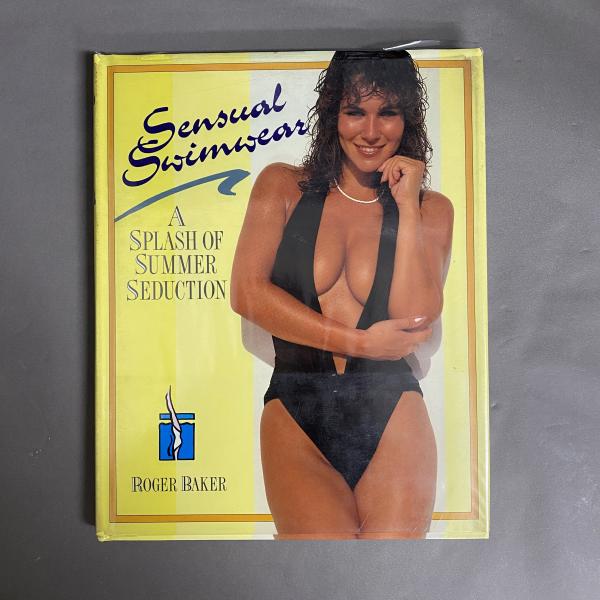 Sensual
Swimwear
A
SPLASH OF
SUMMER
SEDUCTION
ROGER BAKER